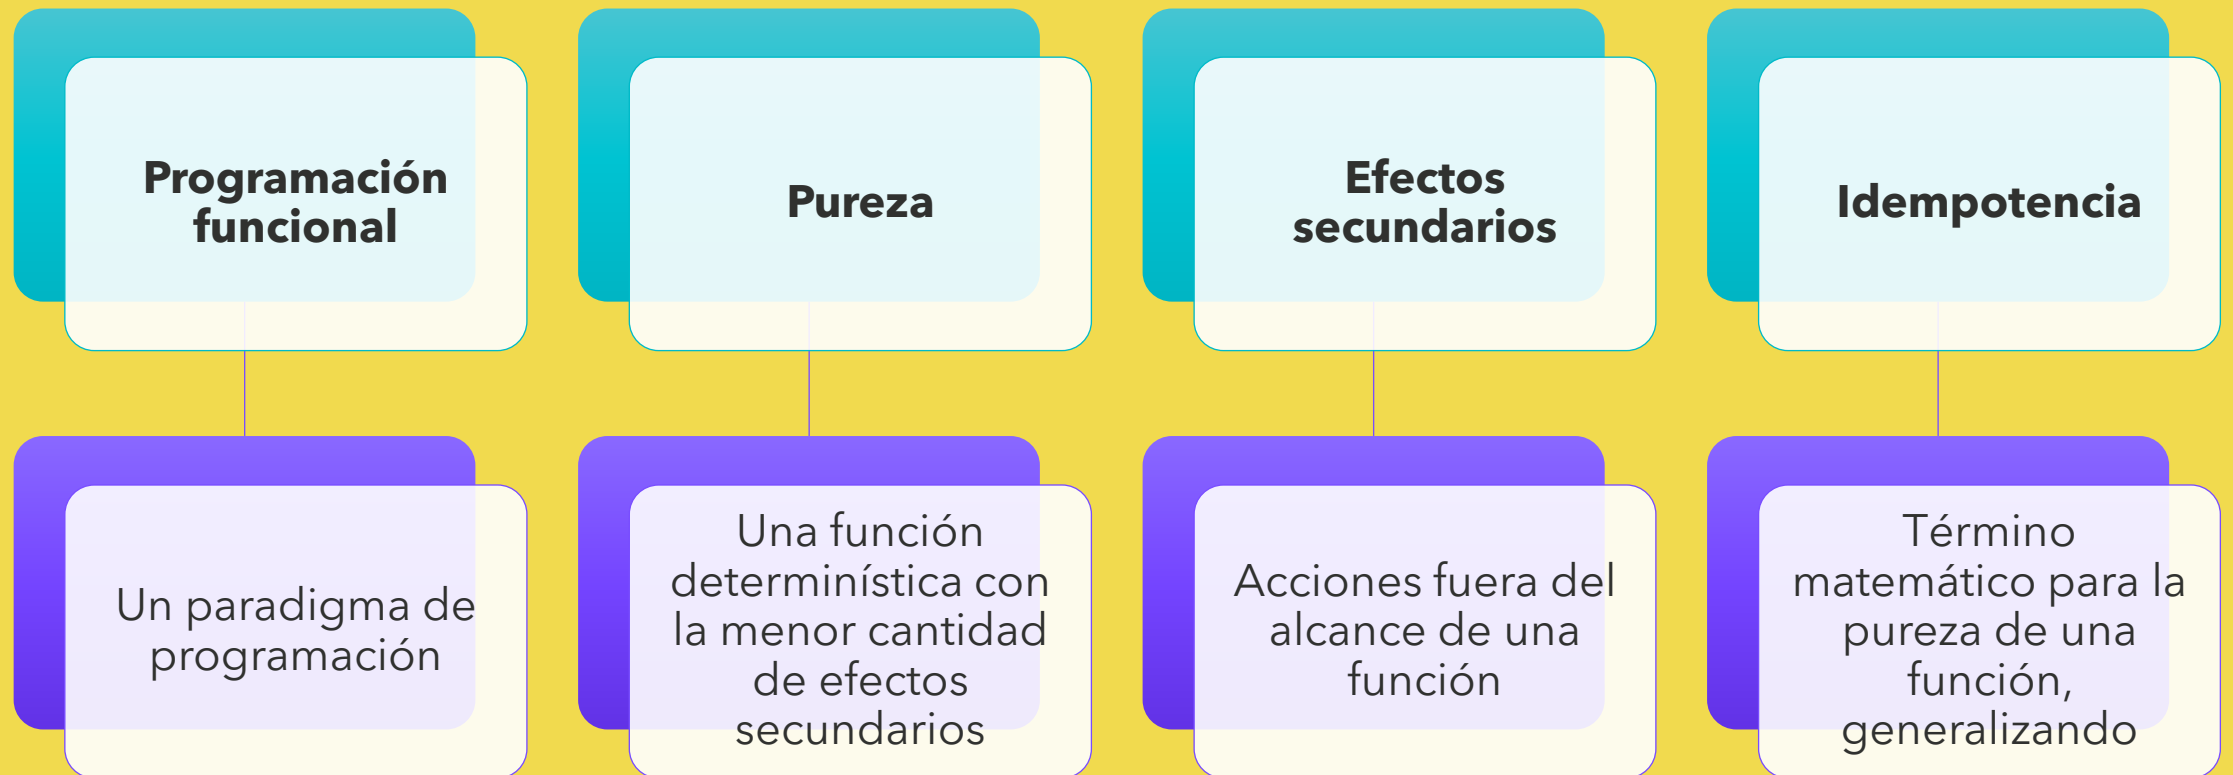 Programación
funcional
Pureza
Efectos
secundarios
Idempotencia
Un paradigma de
programación
Una función
determinística con
la menor cantidad
de efectos
secundarios
Acciones fuera del
alcance de una
función
Término
matemático para la
pureza de una
función,
generalizando